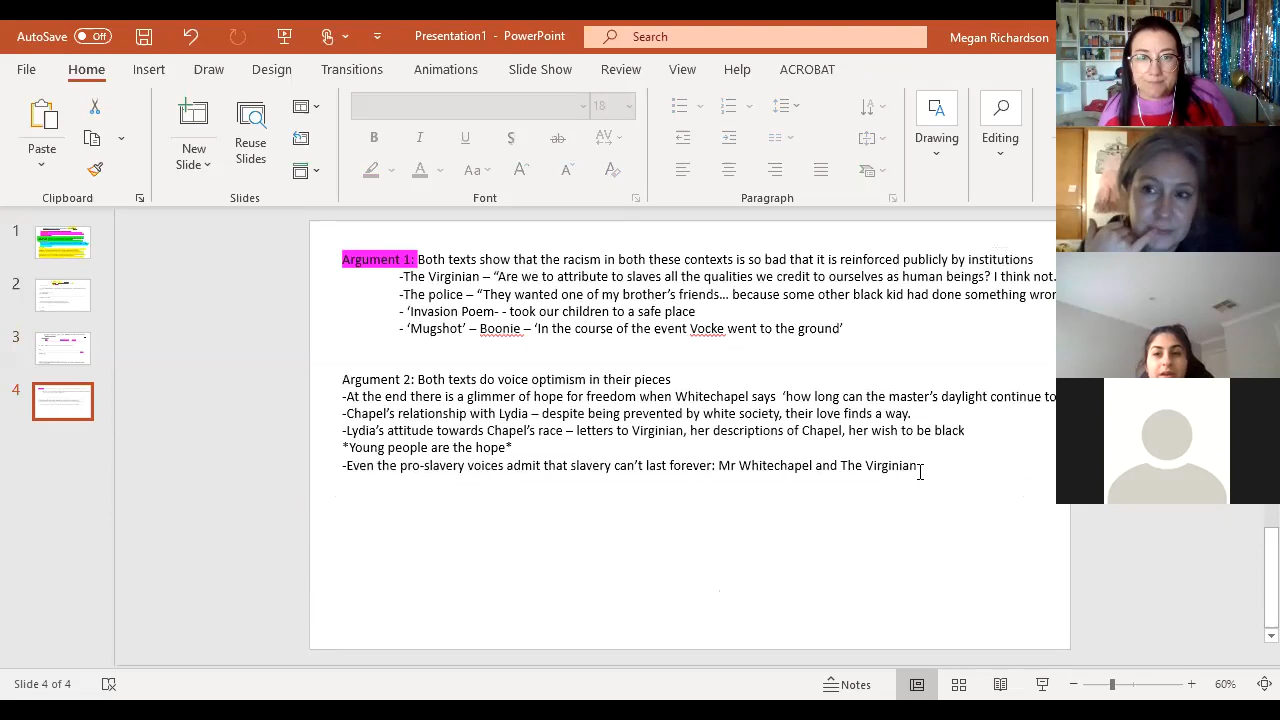 AutoSave Off Presentation1 - PowerPoint Search Megan Richardson
File Home Insert Draw Design Transitions Animations Slide Show Review View Help ACROBAT
18
Paste New Slide Reuse Slides B I U S ab AV Aa A A A Drawing Editing
Clipboard Slides Font Paragraph
1
2
3
4
Argument 1: Both texts show that the racism in both these contexts is so bad that it is reinforced publicly by institutions
-The Virginian – “Are we to attribute to slaves all the qualities we credit to ourselves as human beings? I think not.
-The police – “They wanted one of my brother’s friends… because some other black kid had done something wron
- ‘Invasion Poem- - took our children to a safe place
- ‘Mugshot’ – Boonie – ‘In the course of the event Vocke went to the ground’
Argument 2: Both texts do voice optimism in their pieces
-At the end there is a glimmer of hope for freedom when Whitechapel says ‘how long can the master’s daylight continue to
-Chapel’s relationship with Lydia – despite being prevented by white society, their love finds a way.
-Lydia’s attitude towards Chapel’s race – letters to Virginian, her descriptions of Chapel, her wish to be black
*Young people are the hope*
-Even the pro-slavery voices admit that slavery can’t last forever: Mr Whitechapel and The Virginian
Slide 4 of 4 Notes 60%